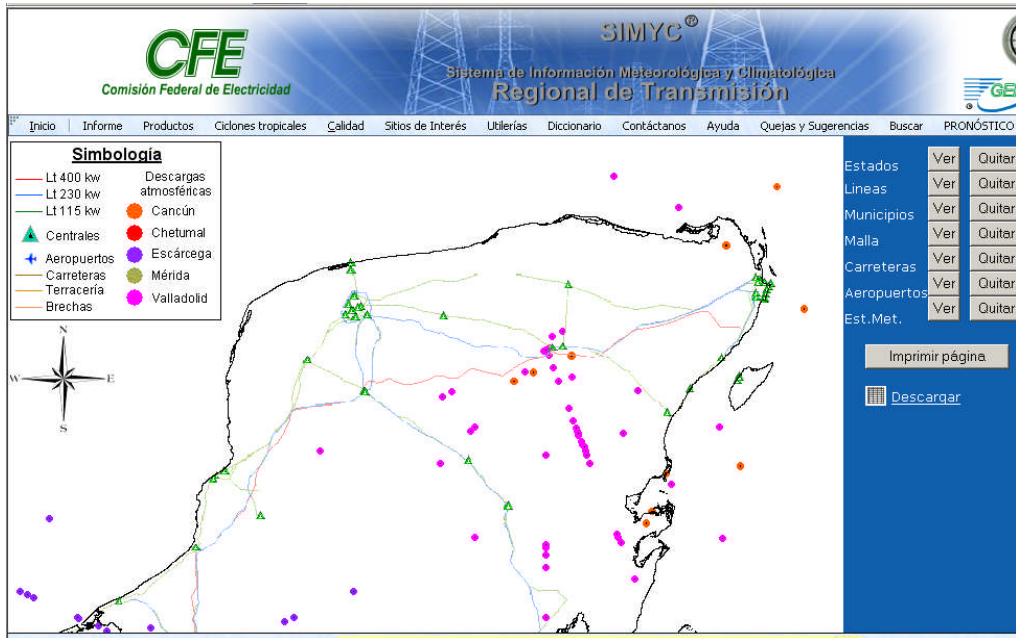 CFE
Comisión Federal de Electricidad
SIMYC®
Sistema de Información Meteorológica y Climatológica
Regional de Transmisión
Inicio Informe Productos Ciclones tropicales Calidad Sitios de Interés Utilerías Diccionario Contáctanos Ayuda Quejas y Sugerencias Buscar PRONÓSTICO
Simbología
Lt 400 kw
Lt 230 kw
Lt 115 kw
Centrales
Aeropuertos
Carreteras
Terracería
Brechas
Descargas
atmosféricas
Cancún
Chetumal
Escárcega
Mérida
Valladolid
N
W E
S
Estados Ver Quitar
Lineas Ver Quitar
Municipios Ver Quitar
Malla Ver Quitar
Carreteras Ver Quitar
Aeropuertos Ver Quitar
Est.Met. Ver Quitar
Imprimir página
Descargar